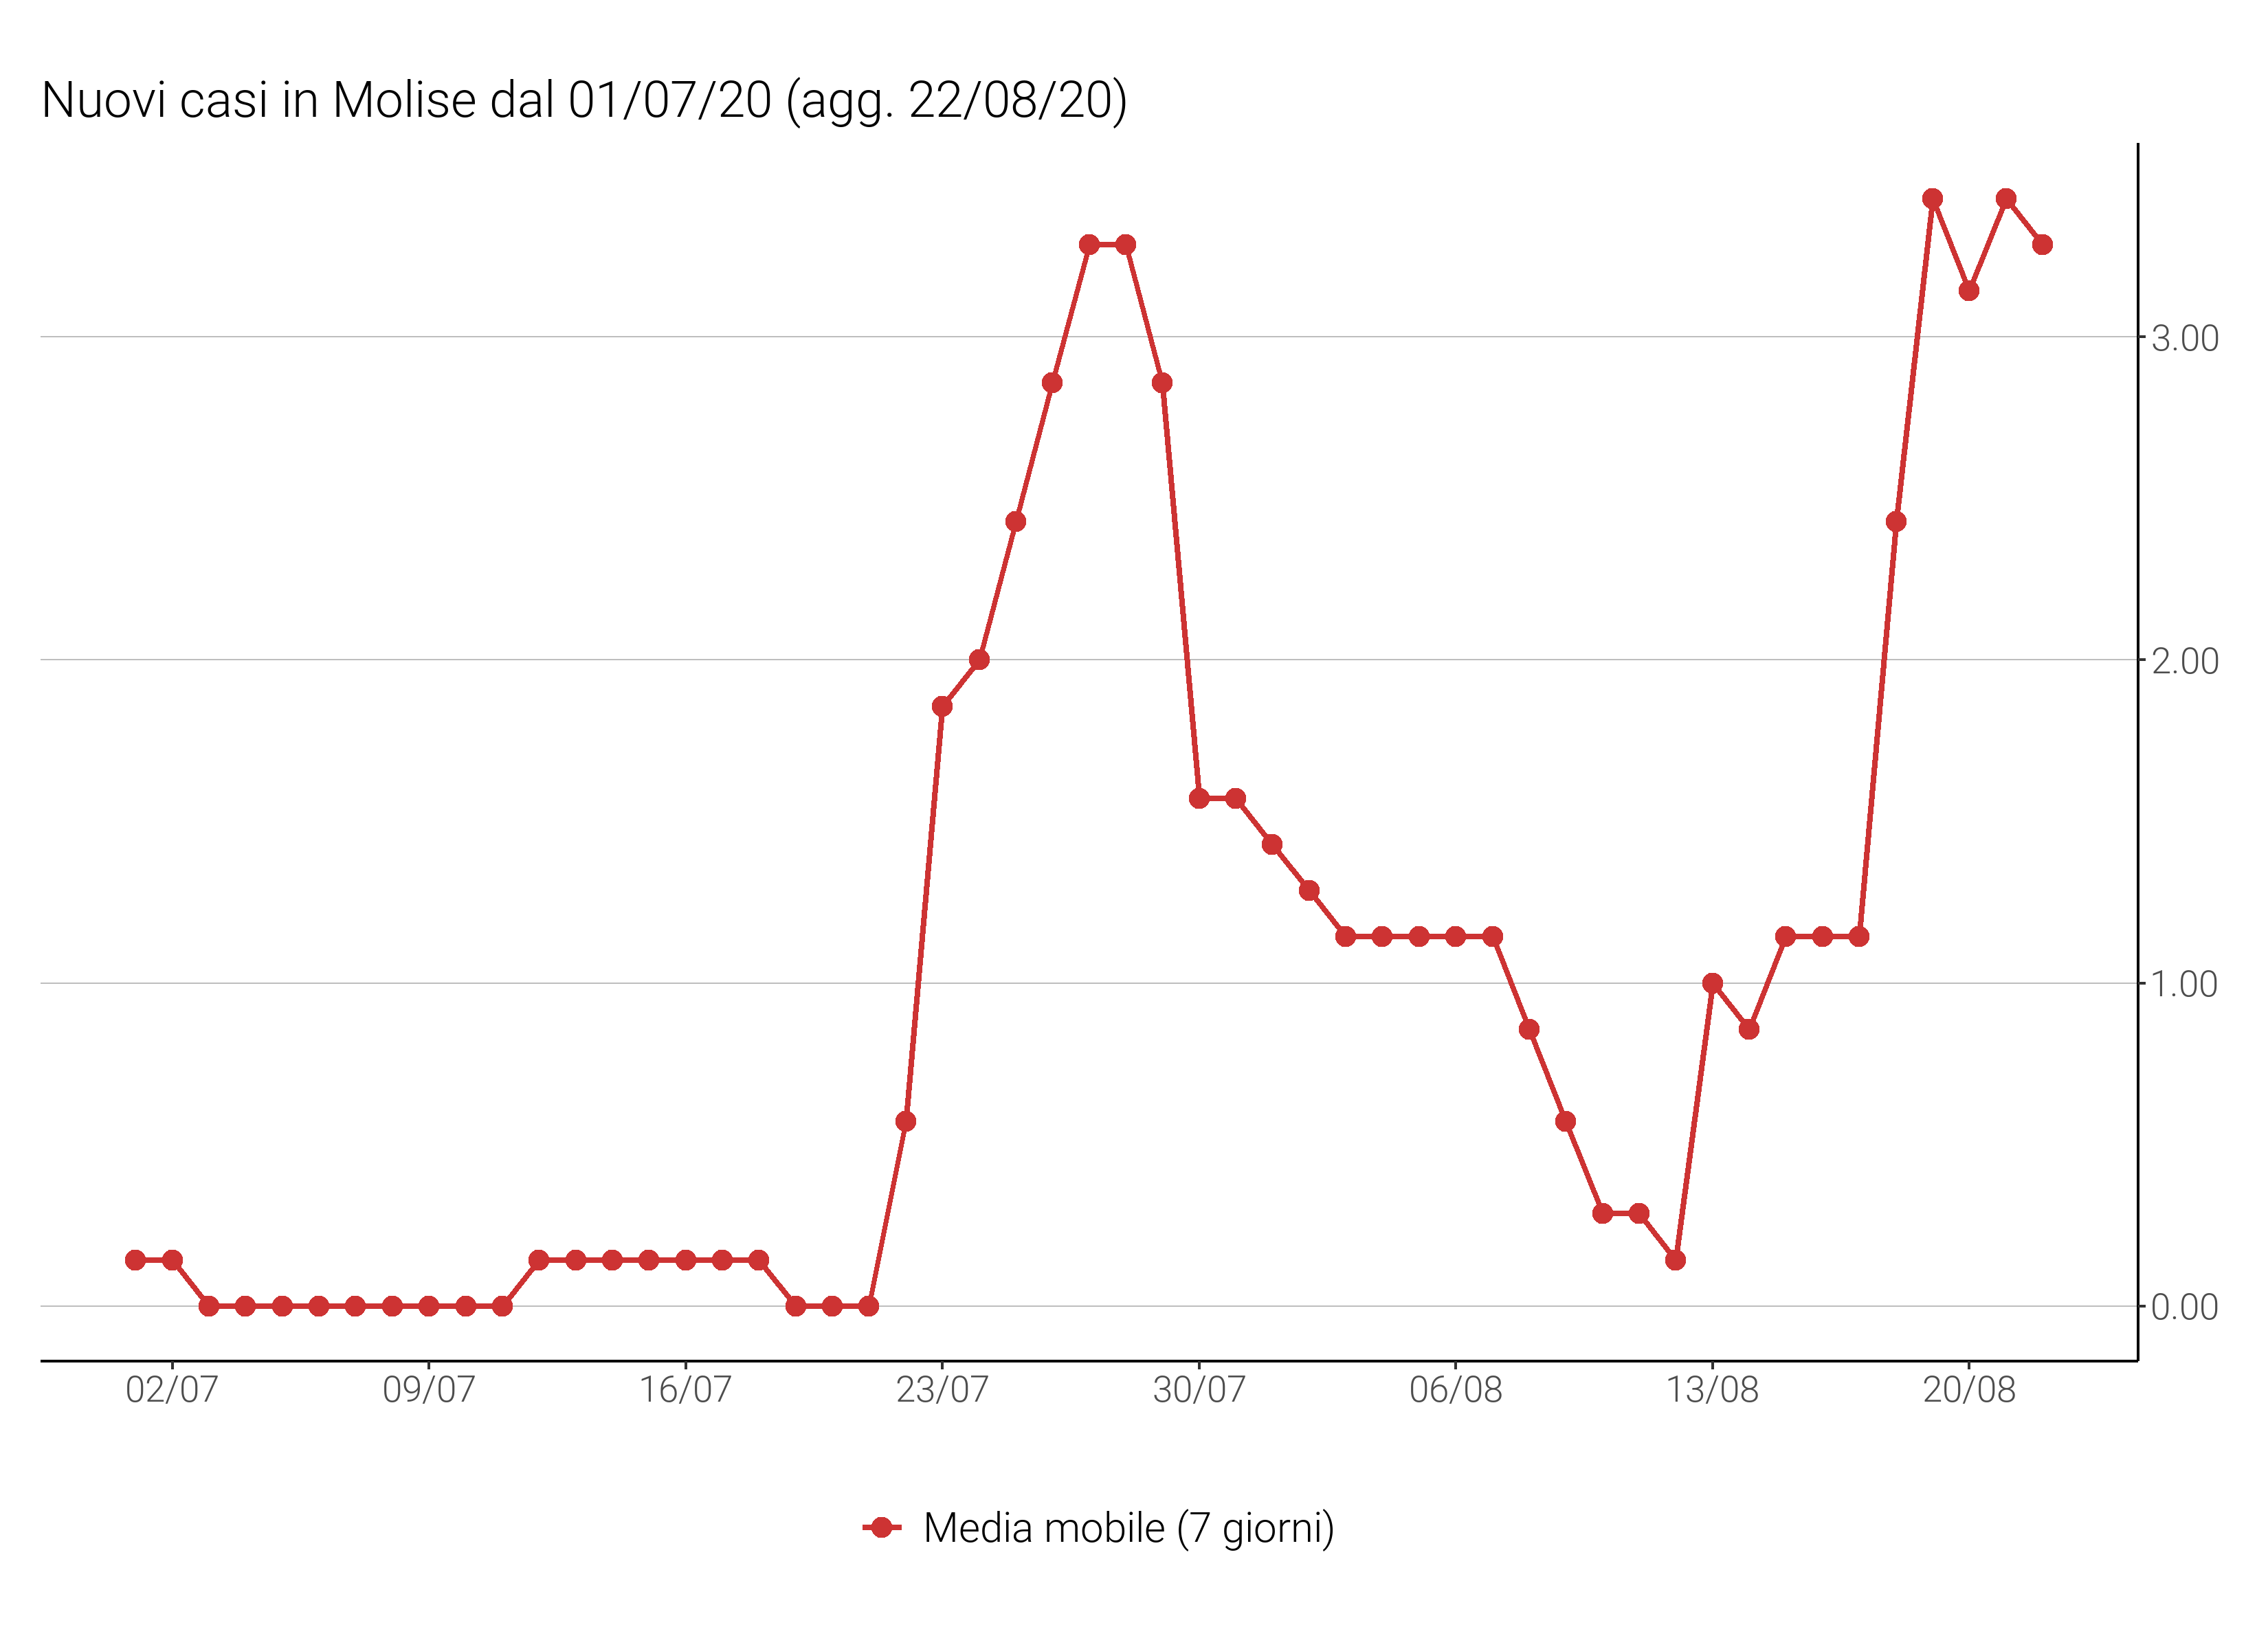 Nuovi casi in Molise dal 01/07/20 (agg. 22/08/20)
3.00
2.00
1.00
0.00
02/07 09/07 16/07 23/07 30/07 06/08 13/08 20/08
Media mobile (7 giorni)